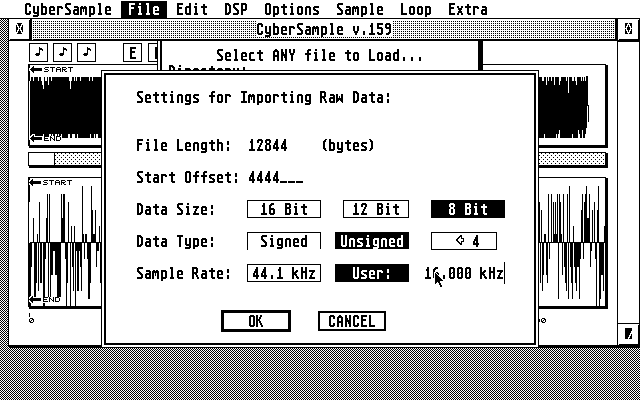 CyberSample File Edit DSP Options Sample Loop Extra
CyberSample v.159
E
Select ANY file to Load...
START
Directory:
END
Settings for Importing Raw Data:
File Length: 12844 (bytes)
Start Offset: 4444___
Data Size: 16 Bit 12 Bit 8 Bit
START
Data Type: Signed Unsigned 4
Sample Rate: 44.1 kHz User: 16.000 kHz
END
OK CANCEL